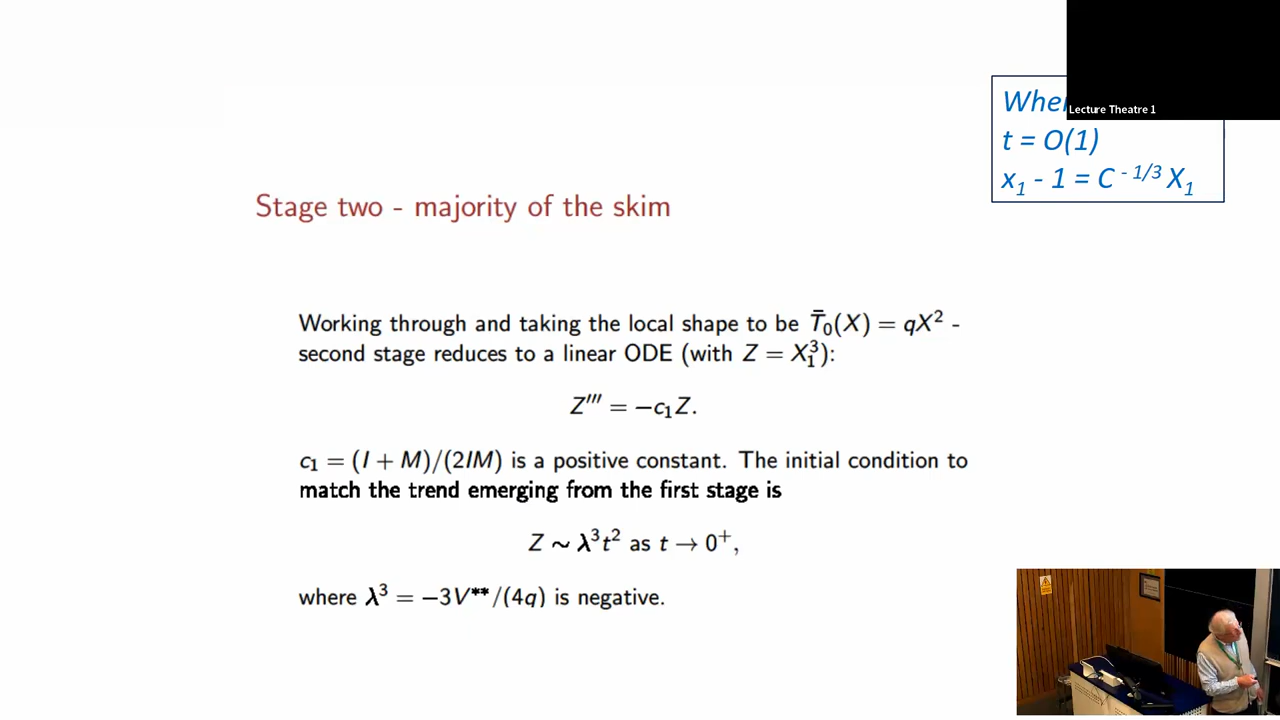 Whe
Lecture Theatre 1
t = O(1)
x₁ - 1 = C ⁻ ¹/³ X₁
Stage two - majority of the skim
Working through and taking the local shape to be T̄₀(X) = qX² -
second stage reduces to a linear ODE (with Z = X₁³):
Z′′′ = −c₁Z.
c₁ = (I + M)/(2IM) is a positive constant. The initial condition to
match the trend emerging from the first stage is
Z ∼ λ³t² as t → 0⁺,
where λ³ = −3V**/(4q) is negative.